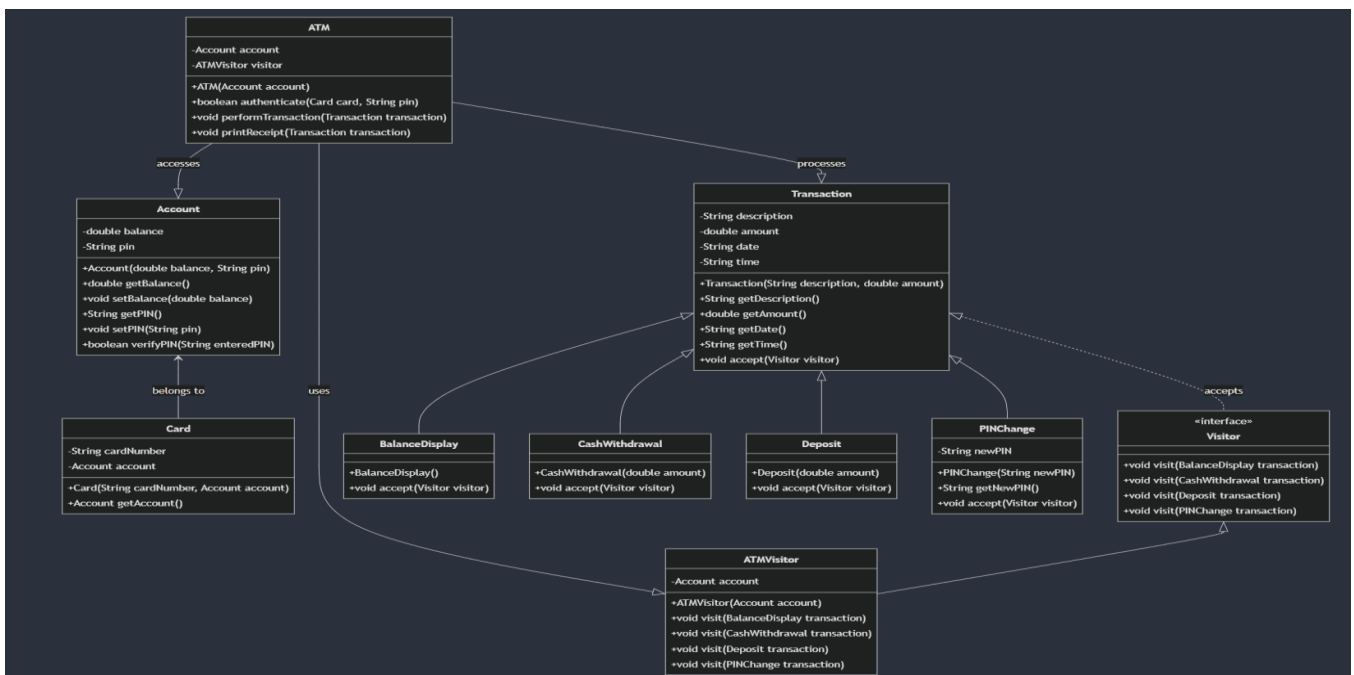 ATM
-Account account
-ATMVisitor visitor
+ATM(Account account)
+boolean authenticate(Card card, String pin)
+void performTransaction(Transaction transaction)
+void printReceipt(Transaction transaction)
accesses
processes
Account
-double balance
-String pin
+Account(double balance, String pin)
+double getBalance()
+void setBalance(double balance)
+String getPIN()
+void setPIN(String pin)
+boolean verifyPIN(String enteredPIN)
Transaction
-String description
-double amount
-String date
-String time
+Transaction(String description, double amount)
+String getDescription()
+double getAmount()
+String getDate()
+String getTime()
+void accept(Visitor visitor)
belongs to
uses
accepts
Card
-String cardNumber
-Account account
+Card(String cardNumber, Account account)
+Account getAccount()
BalanceDisplay
+BalanceDisplay()
+void accept(Visitor visitor)
CashWithdrawal
+CashWithdrawal(double amount)
+void accept(Visitor visitor)
Deposit
+Deposit(double amount)
+void accept(Visitor visitor)
PINChange
-String newPIN
+PINChange(String newPIN)
+String getNewPIN()
+void accept(Visitor visitor)
«interface»
Visitor
+void visit(BalanceDisplay transaction)
+void visit(CashWithdrawal transaction)
+void visit(Deposit transaction)
+void visit(PINChange transaction)
ATMVisitor
-Account account
+ATMVisitor(Account account)
+void visit(BalanceDisplay transaction)
+void visit(CashWithdrawal transaction)
+void visit(Deposit transaction)
+void visit(PINChange transaction)